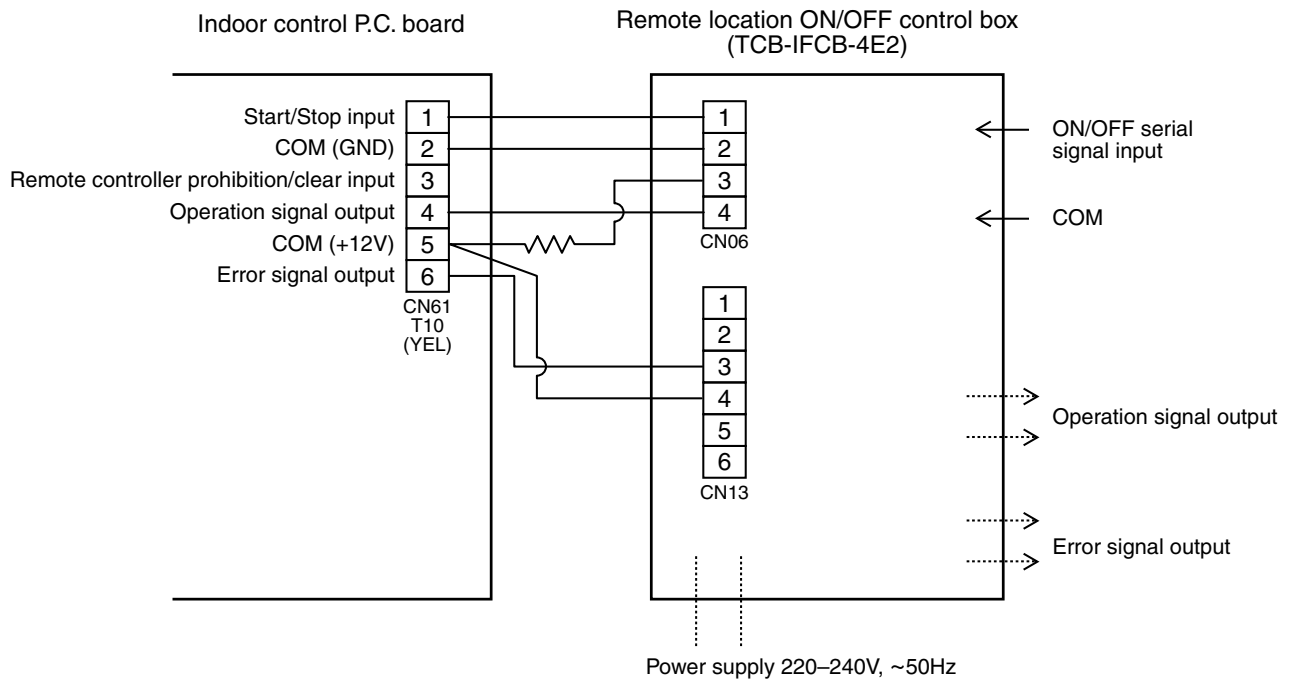 Indoor control P.C. board
Remote location ON/OFF control box
(TCB-IFCB-4E2)
Start/Stop input 1
COM (GND) 2
Remote controller prohibition/clear input 3
Operation signal output 4
COM (+12V) 5
Error signal output 6
CN61
T10
(YEL)
1
2
3
4
CN06
1
2
3
4
5
6
CN13
ON/OFF serial
signal input
COM
Operation signal output
Error signal output
Power supply 220–240V, ~50Hz